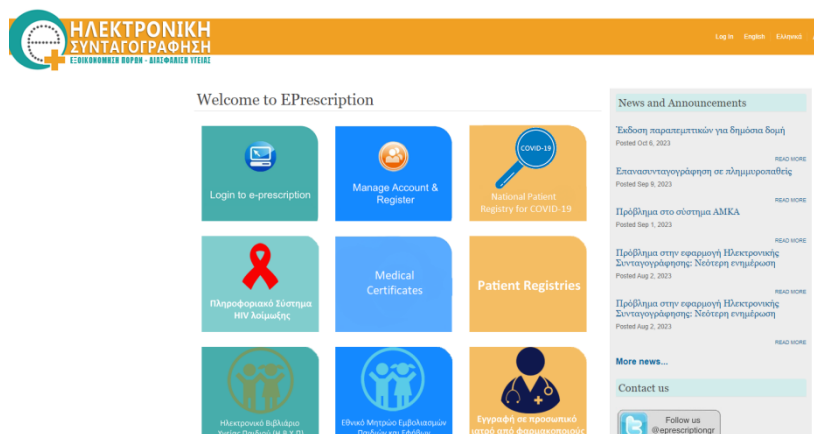 ΗΛΕΚΤΡΟΝΙΚΗ
ΣΥΝΤΑΓΟΓΡΑΦΗΣΗ
ΕΞΟΙΚΟΝΟΜΗΣΗ ΠΟΡΩΝ - ΔΙΑΣΦΑΛΙΣΗ ΥΓΕΙΑΣ
Log in English Ελληνικά
Welcome to EPrescription
Login to e-prescription
Manage Account &
Register
COVID-19
National Patient
Registry for COVID-19
Πληροφοριακό Σύστημα
HIV λοίμωξης
Medical
Certificates
Patient Registries
Ηλεκτρονικό Βιβλιάριο
Υγείας Παιδιού (Η.Β.Υ.Π)
Εθνικό Μητρώο Εμβολιασμών
Παιδιών και Εφήβων
Εγγραφή σε προσωπικό
ιατρό από φαρμακοποιούς
News and Announcements
Έκδοση παραπεμπτικών για δημόσια δομή
Posted Oct 6, 2023
READ MORE
Επανασυνταγογράφηση σε πλημμυροπαθείς
Posted Sep 9, 2023
READ MORE
Πρόβλημα στο σύστημα ΑΜΚΑ
Posted Sep 1, 2023
READ MORE
Πρόβλημα στην εφαρμογή Ηλεκτρονικής
Συνταγογράφησης: Νεότερη ενημέρωση
Posted Aug 2, 2023
READ MORE
Πρόβλημα στην εφαρμογή Ηλεκτρονικής
Συνταγογράφησης: Νεότερη ενημέρωση
Posted Aug 2, 2023
READ MORE
More news...
Contact us
Follow us
@eprescriptiongr